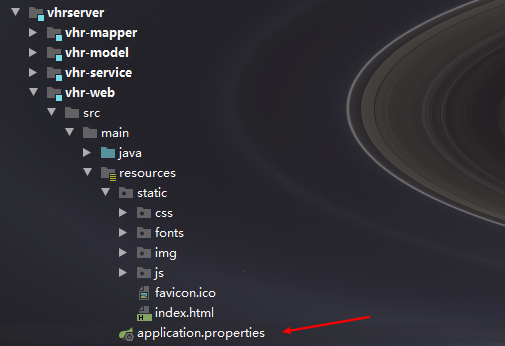 vhrserver
vhr-mapper
vhr-model
vhr-service
vhr-web
src
main
java
resources
static
css
fonts
img
js
favicon.ico
index.html
application.properties